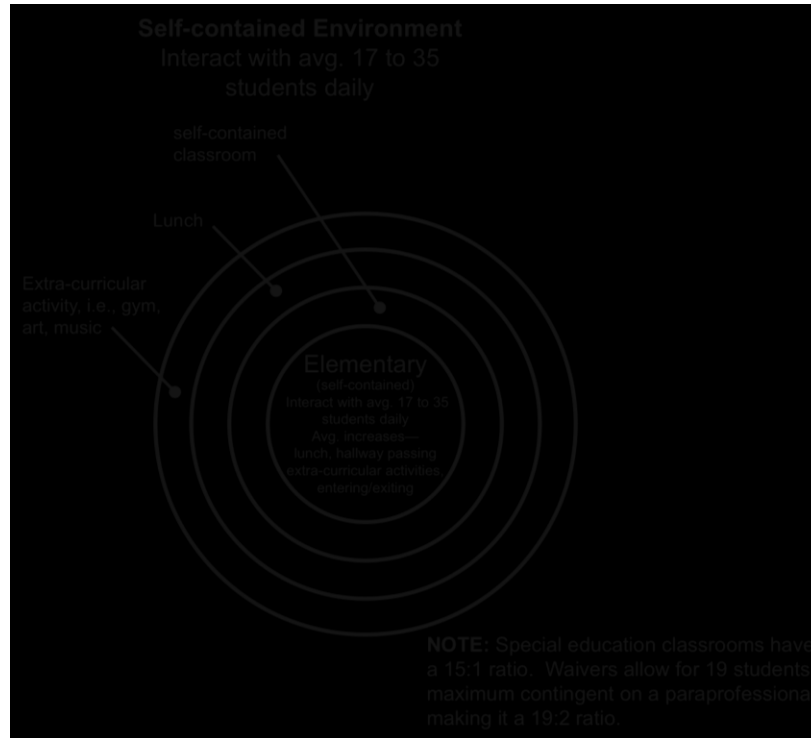 Self-contained Environment
Interact with avg. 17 to 35
students daily
self-contained
classroom
Lunch
Extra-curricular
activity, i.e., gym,
art, music
Elementary
(self-contained)
Interact with avg. 17 to 35
students daily
Avg. increases—
lunch, hallway passing
extra-curricular activities,
entering/exiting
NOTE: Special education classrooms have
a 15:1 ratio. Waivers allow for 19 students
maximum contingent on a paraprofessiona
making it a 19:2 ratio.